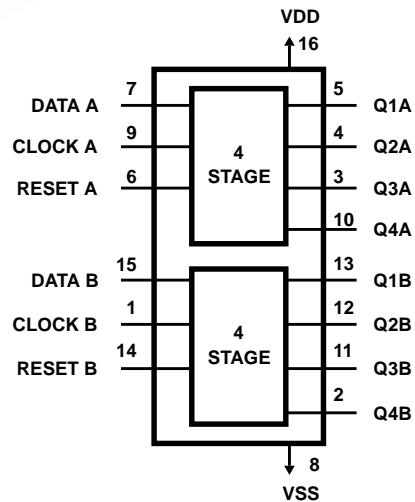 VDD
16
7 5
DATA A Q1A
9 4
CLOCK A Q2A
6 3
RESET A Q3A
4
STAGE
10
Q4A
15 13
DATA B Q1B
1 12
CLOCK B Q2B
14 11
RESET B Q3B
4
STAGE
2
Q4B
8
VSS